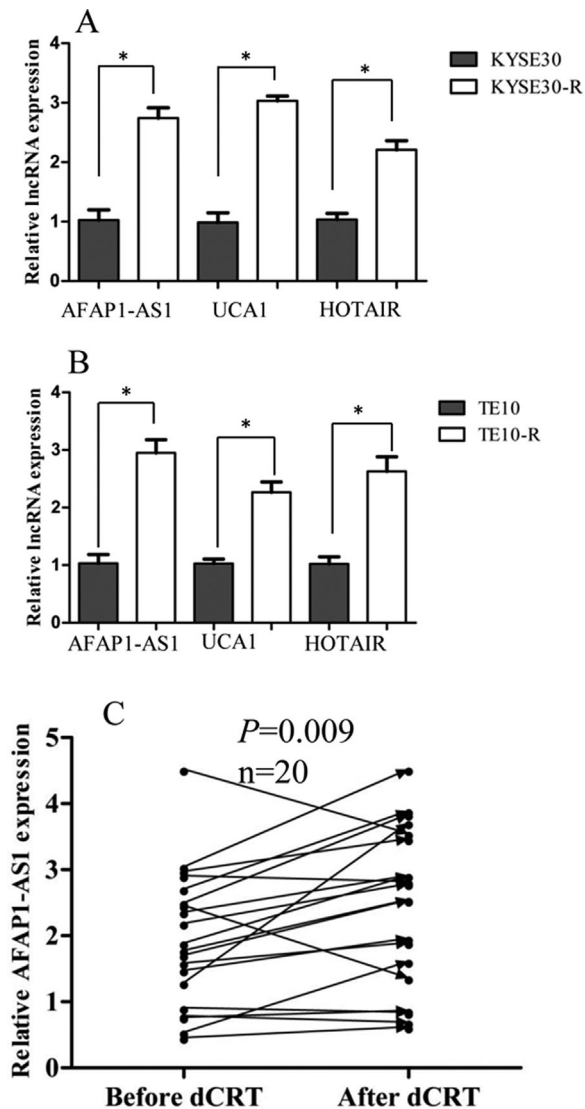 A
KYSE30
KYSE30-R
Relative lncRNA expression
4
3
2
1
0
* * *
AFAP1-AS1 UCA1 HOTAIR
B
TE10
TE10-R
Relative lncRNA expression
4
3
2
1
0
* * *
AFAP1-AS1 UCA1 HOTAIR
C
P=0.009
n=20
Relative AFAP1-AS1 expression
5
4
3
2
1
0
Before dCRT After dCRT